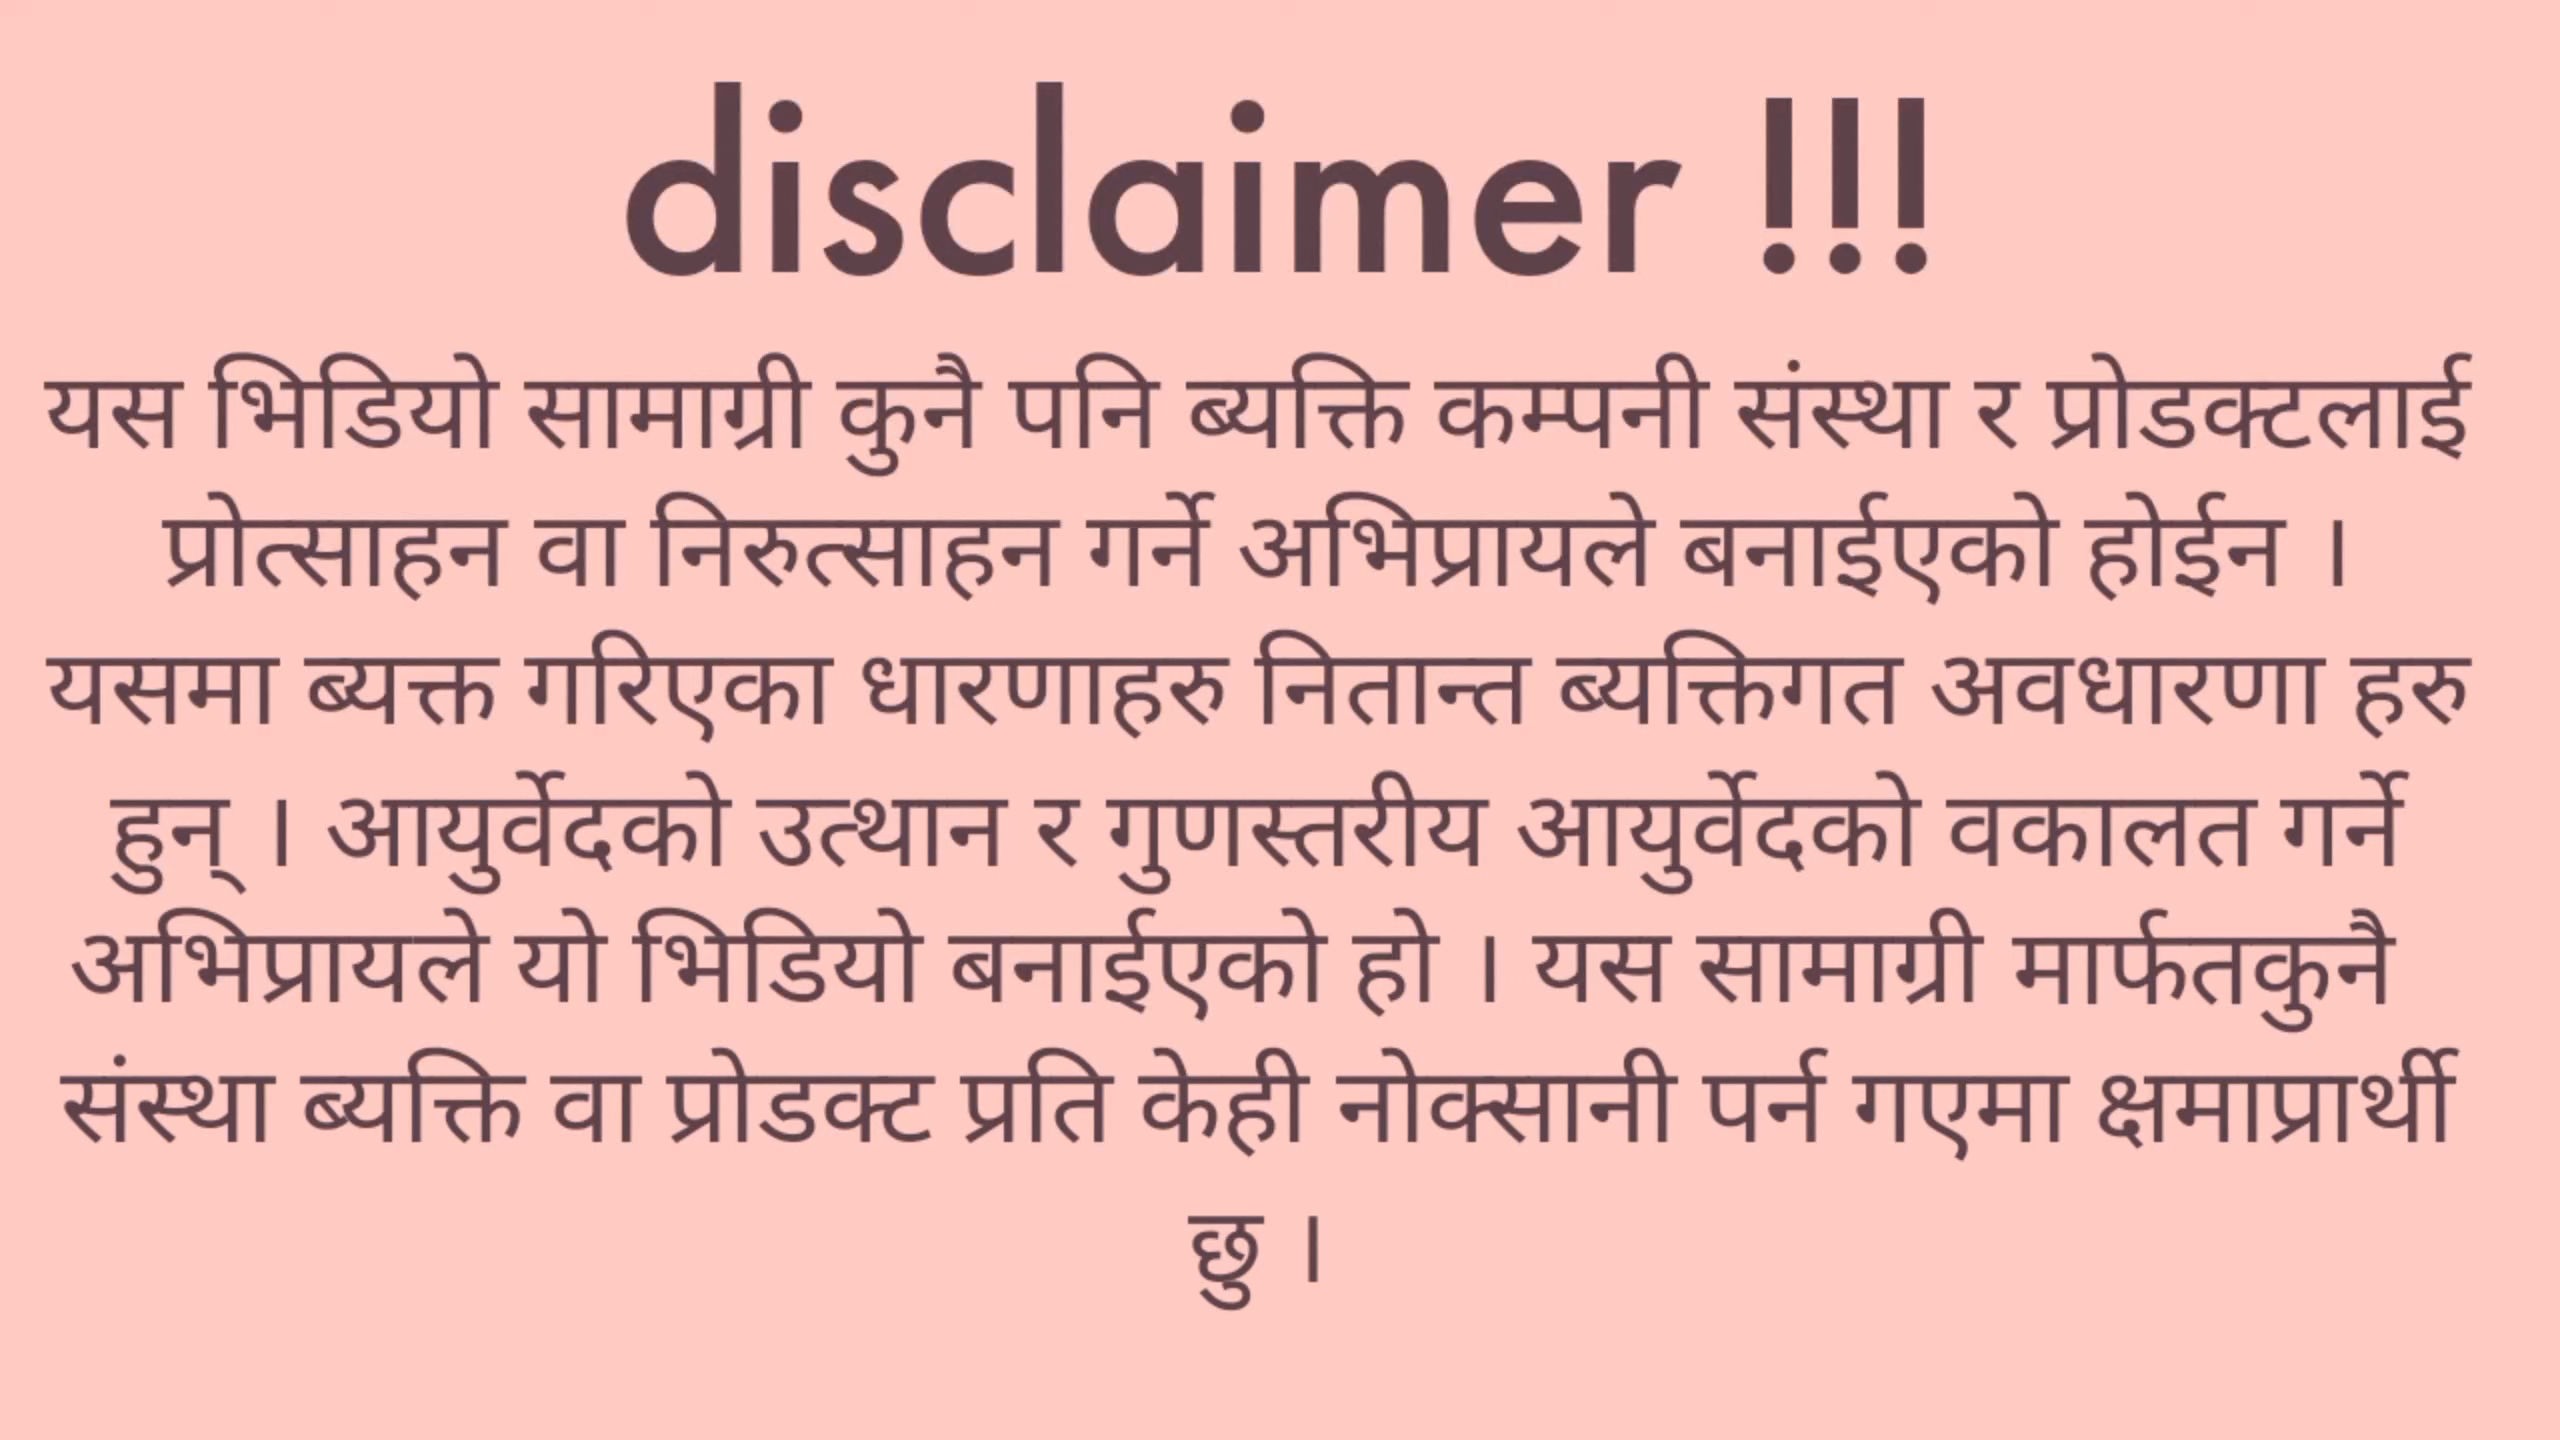 disclaimer !!!
यस भिडियो सामाग्री कुनै पनि ब्यक्ति कम्पनी संस्था र प्रोडक्टलाई
प्रोत्साहन वा निरुत्साहन गर्ने अभिप्रायले बनाईएको होईन ।
यसमा ब्यक्त गरिएका धारणाहरु नितान्त ब्यक्तिगत अवधारणा हरु
हुन् । आयुर्वेदको उत्थान र गुणस्तरीय आयुर्वेदको वकालत गर्ने
अभिप्रायले यो भिडियो बनाईएको हो । यस सामाग्री मार्फतकुनै
संस्था ब्यक्ति वा प्रोडक्ट प्रति केही नोक्सानी पर्न गएमा क्षमाप्रार्थी
छु ।